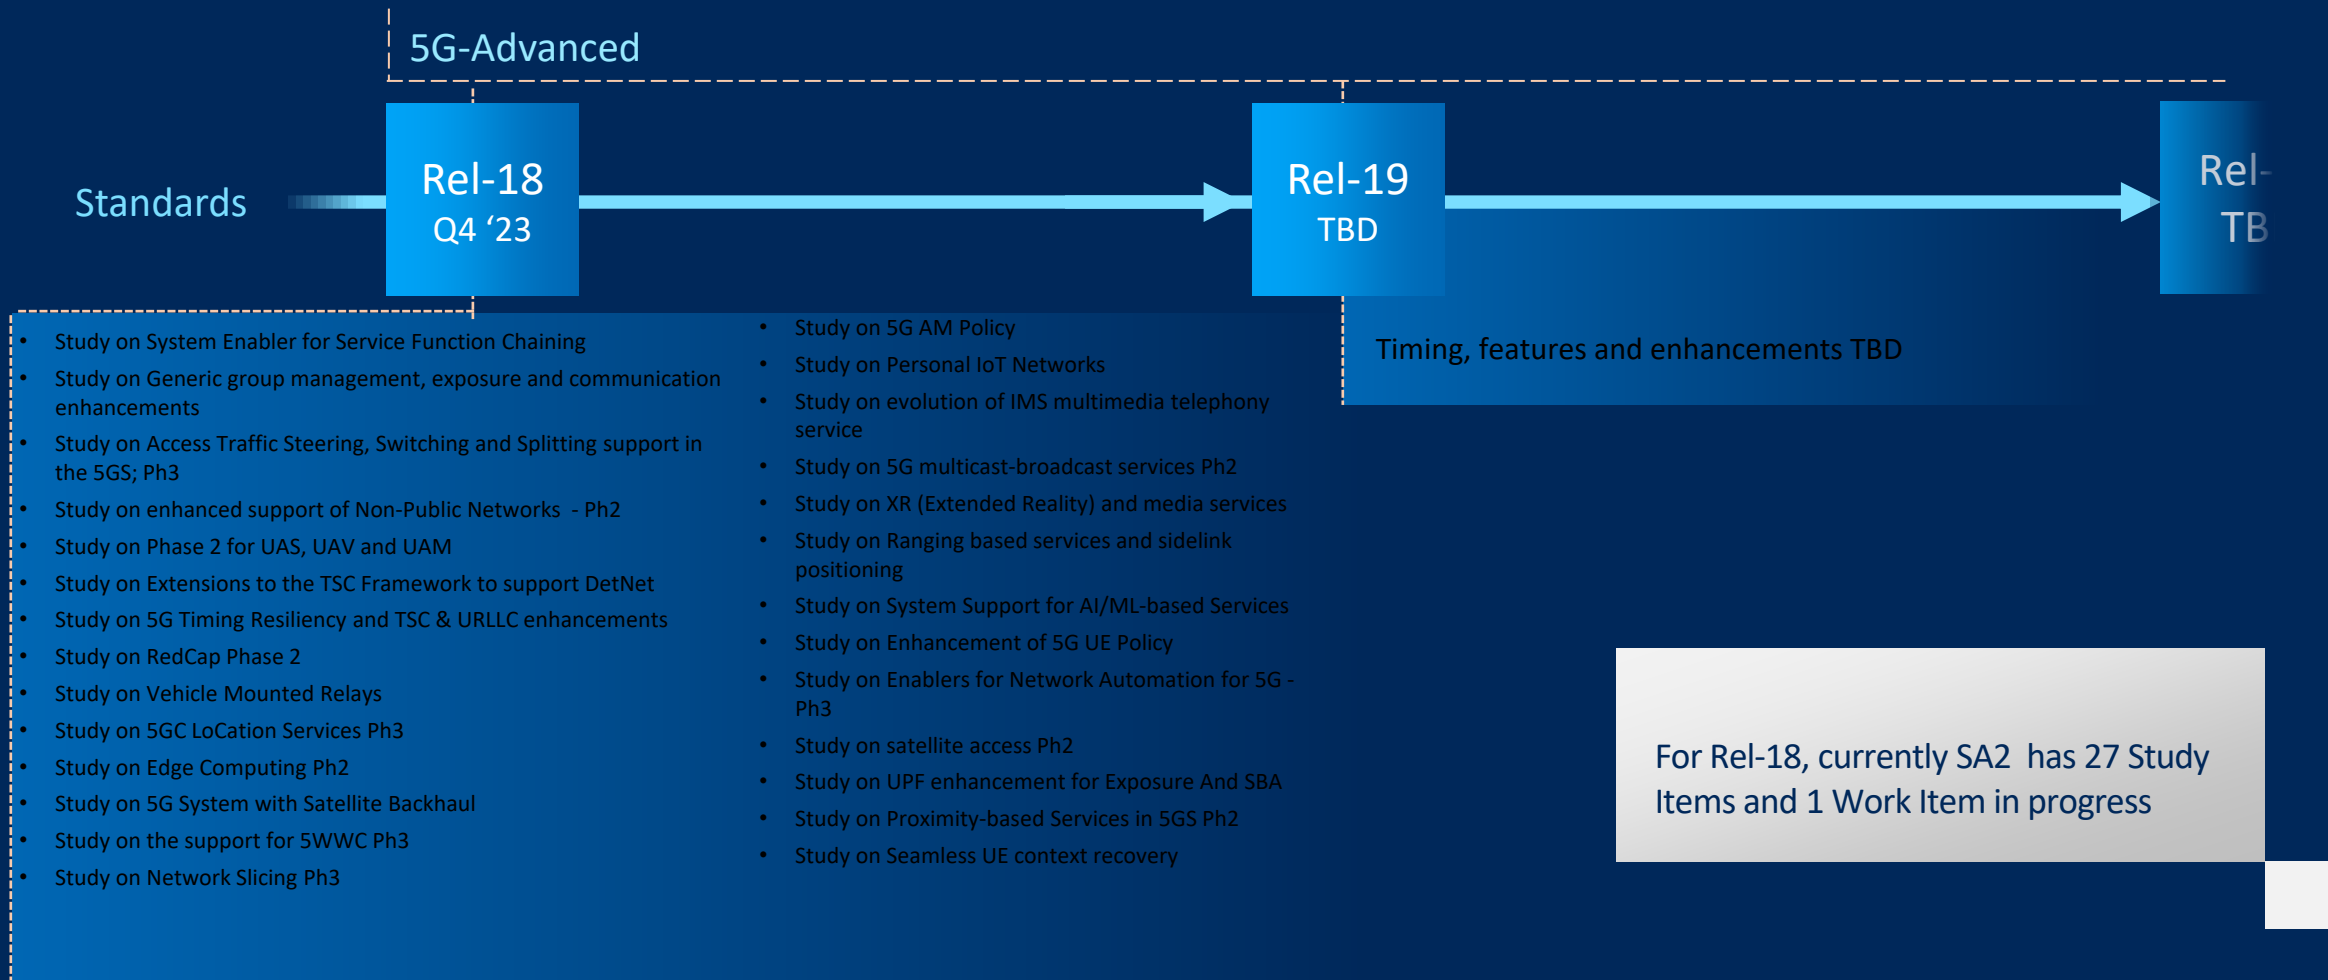 5G-Advanced
Standards
Rel-18
Q4 ‘23
Rel-19
TBD
Rel-
TB
• Study on System Enabler for Service Function Chaining
• Study on Generic group management, exposure and communication
enhancements
• Study on Access Traffic Steering, Switching and Splitting support in
the 5GS; Ph3
• Study on enhanced support of Non-Public Networks - Ph2
• Study on Phase 2 for UAS, UAV and UAM
• Study on Extensions to the TSC Framework to support DetNet
• Study on 5G Timing Resiliency and TSC & URLLC enhancements
• Study on RedCap Phase 2
• Study on Vehicle Mounted Relays
• Study on 5GC LoCation Services Ph3
• Study on Edge Computing Ph2
• Study on 5G System with Satellite Backhaul
• Study on the support for 5WWC Ph3
• Study on Network Slicing Ph3
• Study on 5G AM Policy
• Study on Personal IoT Networks
• Study on evolution of IMS multimedia telephony
service
• Study on 5G multicast-broadcast services Ph2
• Study on XR (Extended Reality) and media services
• Study on Ranging based services and sidelink
positioning
• Study on System Support for AI/ML-based Services
• Study on Enhancement of 5G UE Policy
• Study on Enablers for Network Automation for 5G -
Ph3
• Study on satellite access Ph2
• Study on UPF enhancement for Exposure And SBA
• Study on Proximity-based Services in 5GS Ph2
• Study on Seamless UE context recovery
Timing, features and enhancements TBD
For Rel-18, currently SA2 has 27 Study
Items and 1 Work Item in progress